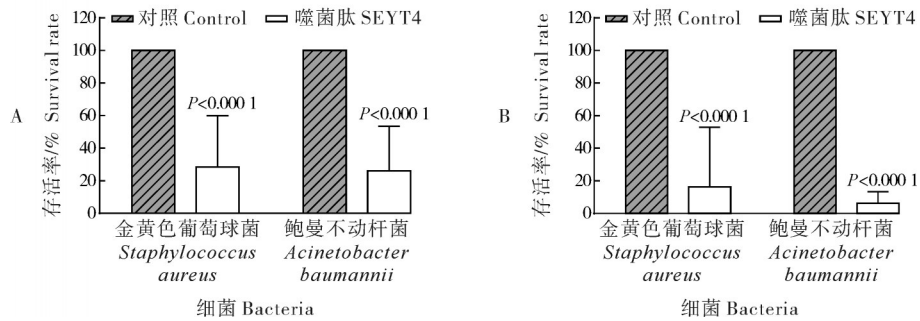 对照 Control
噬菌肽 SEYT4
A
存活率/% Survival rate
120
100
80
60
40
20
0
P<0.000 1
P<0.000 1
金黄色葡萄球菌
Staphylococcus
aureus
鲍曼不动杆菌
Acinetobacter
baumannii
细菌 Bacteria
对照 Control
噬菌肽 SEYT4
B
存活率/% Survival rate
120
100
80
60
40
20
0
P<0.000 1
P<0.000 1
金黄色葡萄球菌
Staphylococcus
aureus
鲍曼不动杆菌
Acinetobacter
baumannii
细菌 Bacteria